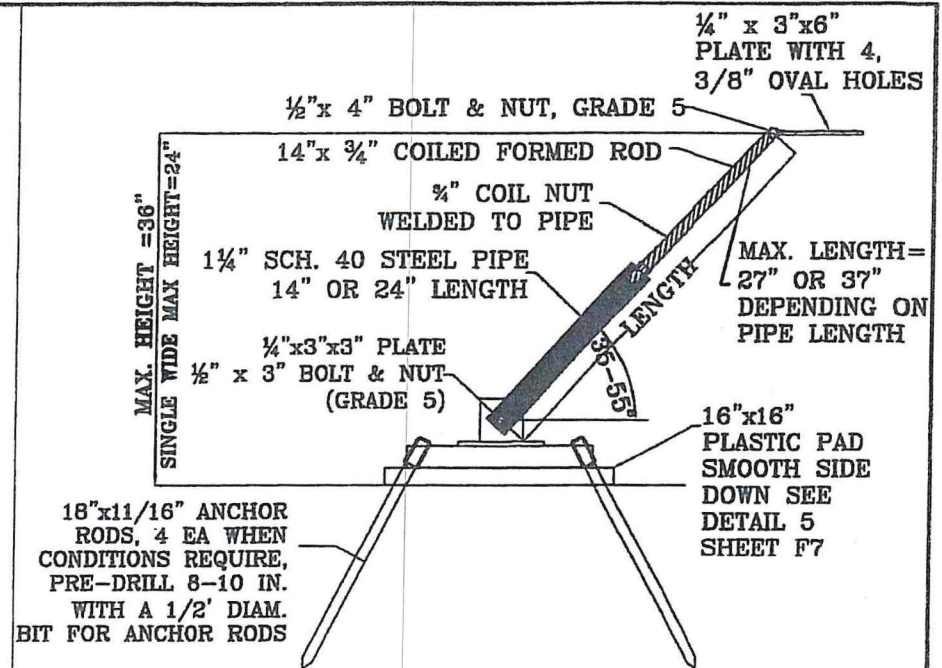 ¼" x 3"x6"
PLATE WITH 4,
3/8" OVAL HOLES
½"x 4" BOLT & NUT, GRADE 5
14"x ¾" COILED FORMED ROD
¾" COIL NUT
WELDED TO PIPE
1¼" SCH. 40 STEEL PIPE
14" OR 24" LENGTH
¼"x3"x3" PLATE
½" x 3" BOLT & NUT
(GRADE 5)
MAX. HEIGHT =36"
SINGLE WIDE MAX HEIGHT=24"
LENGTH
MAX. LENGTH=
27" OR 37"
DEPENDING ON
PIPE LENGTH
35-55°
16"x16"
PLASTIC PAD
SMOOTH SIDE
DOWN SEE
DETAIL 5
SHEET F7
18"x11/16" ANCHOR
RODS, 4 EA WHEN
CONDITIONS REQUIRE,
PRE-DRILL 8-10 IN.
WITH A 1/2' DIAM.
BIT FOR ANCHOR RODS